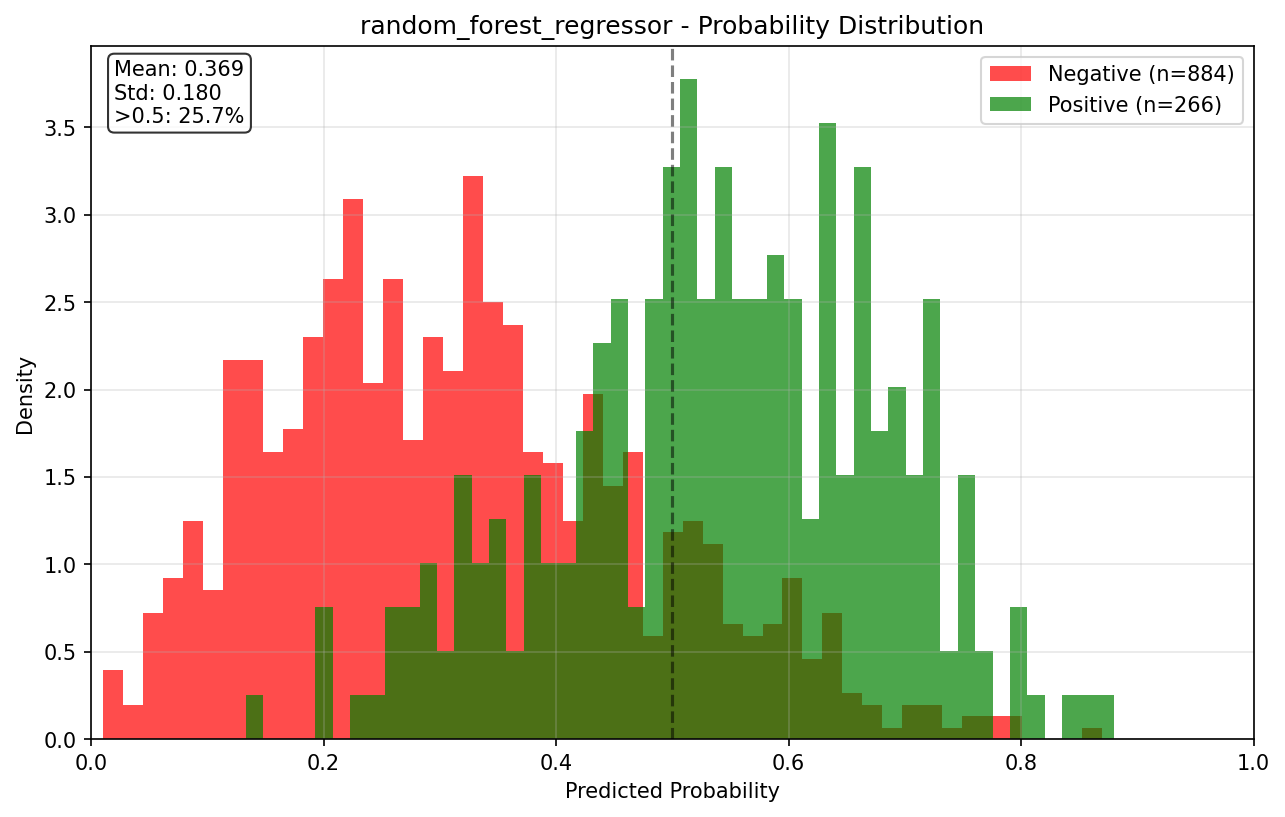 random_forest_regressor - Probability Distribution
Mean: 0.369
Std: 0.180
>0.5: 25.7%
Negative (n=884)
Positive (n=266)
Density
3.5
3.0
2.5
2.0
1.5
1.0
0.5
0.0
0.0 0.2 0.4 0.6 0.8 1.0
Predicted Probability